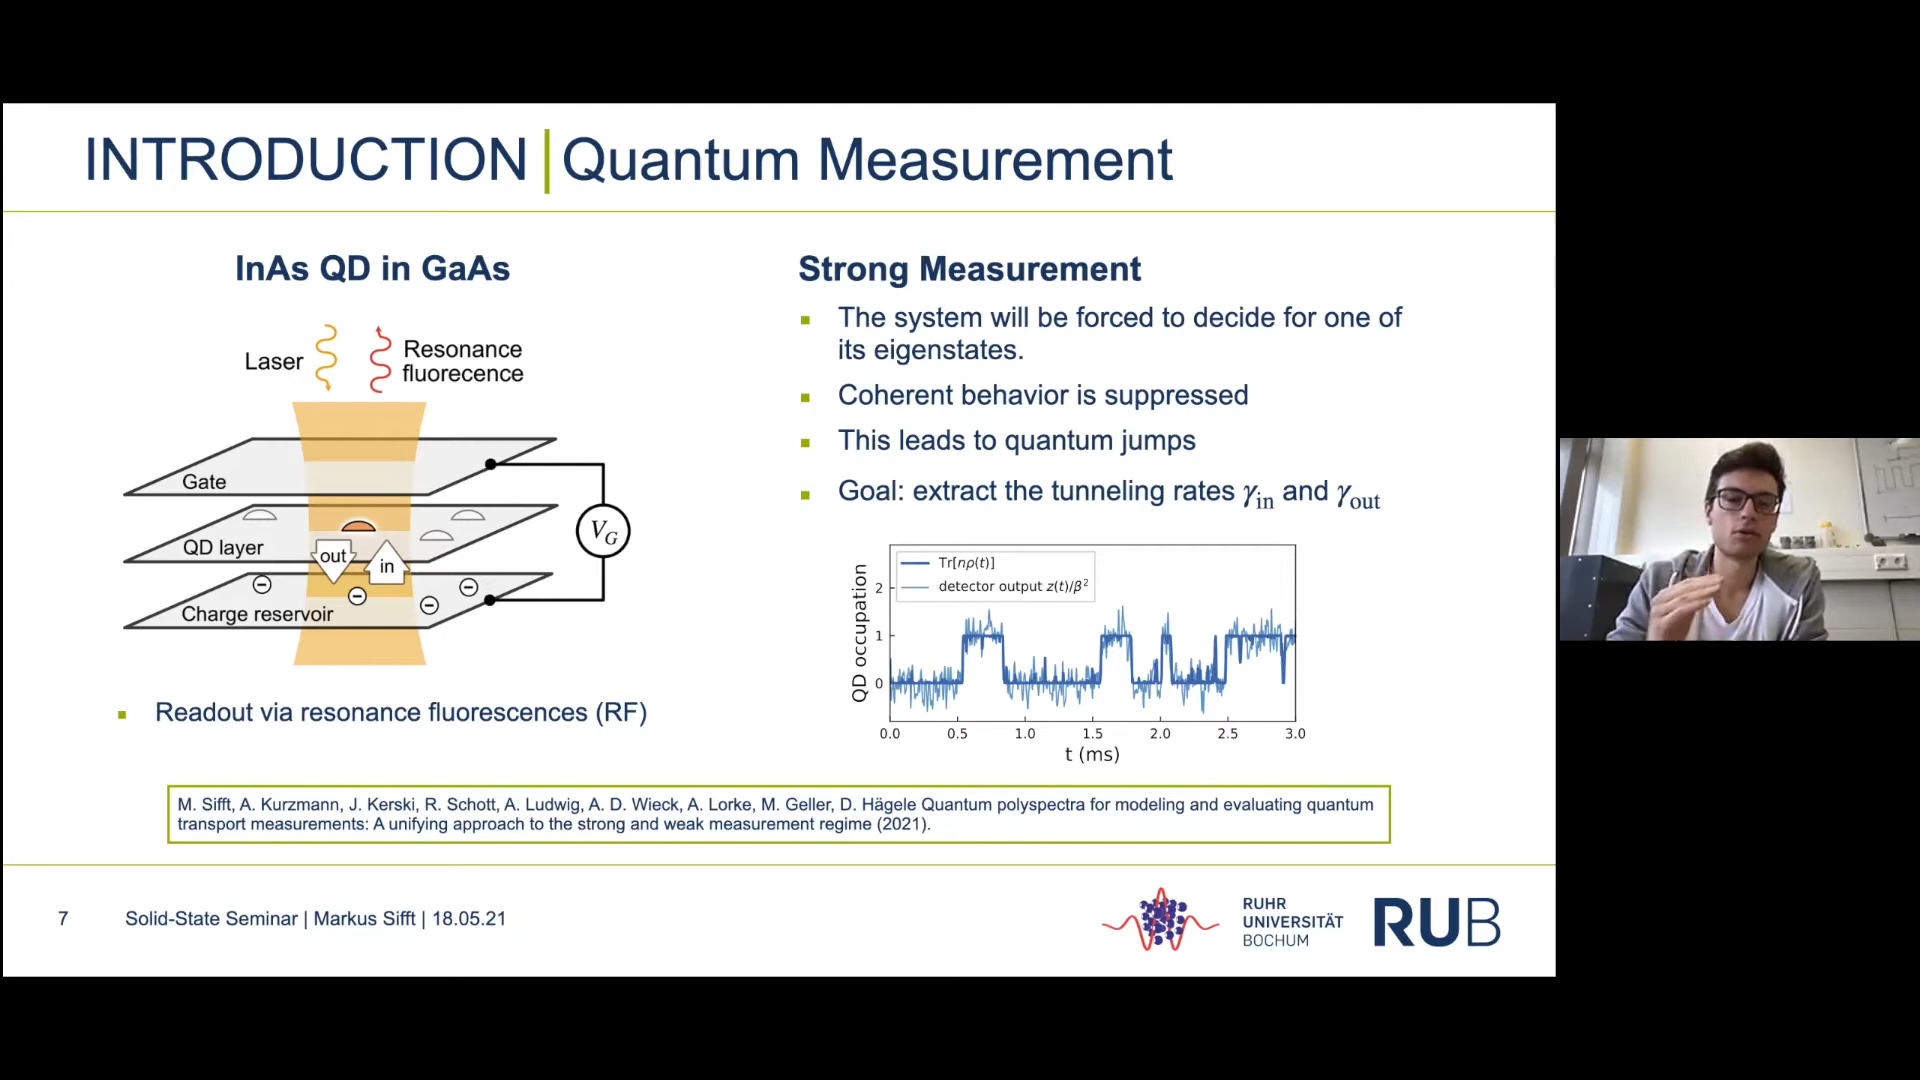 INTRODUCTION | Quantum Measurement
InAs QD in GaAs
Laser
Resonance
fluorecence
Gate
QD layer
out
in
Charge reservoir
V_G
Readout via resonance fluorescences (RF)
Strong Measurement
The system will be forced to decide for one of
its eigenstates.
Coherent behavior is suppressed
This leads to quantum jumps
Goal: extract the tunneling rates γ_in and γ_out
Tr[nρ(t)]
detector output z(t)/β²
QD occupation
2
1
0
0.0 0.5 1.0 1.5 2.0 2.5 3.0
t (ms)
M. Sifft, A. Kurzmann, J. Kerski, R. Schott, A. Ludwig, A. D. Wieck, A. Lorke, M. Geller, D. Hägele Quantum polyspectra for modeling and evaluating quantum
transport measurements: A unifying approach to the strong and weak measurement regime (2021).
7
Solid-State Seminar | Markus Sifft | 18.05.21
RUHR
UNIVERSITÄT
BOCHUM
RUB